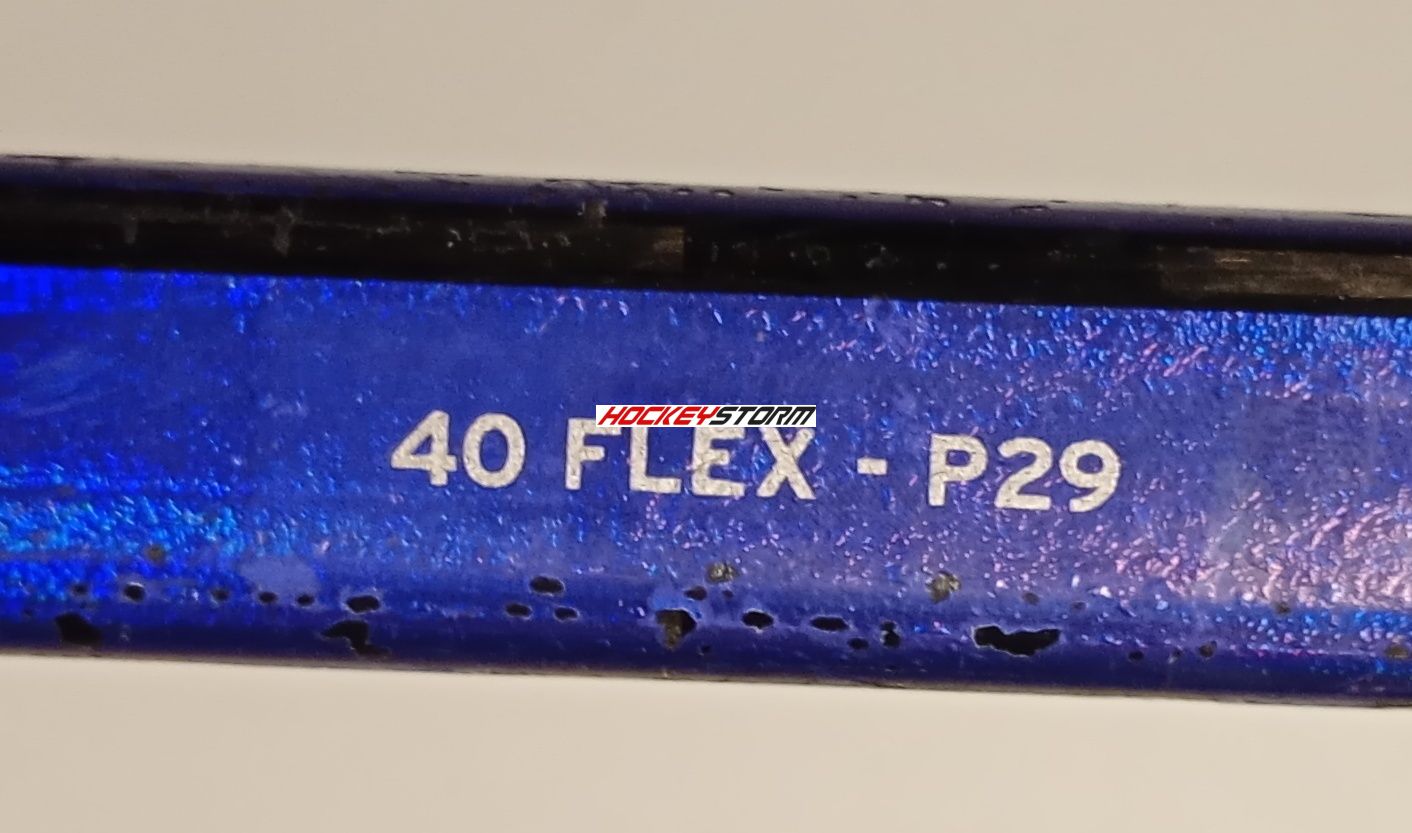 HOCKEYSTORM
40 FLEX - P29